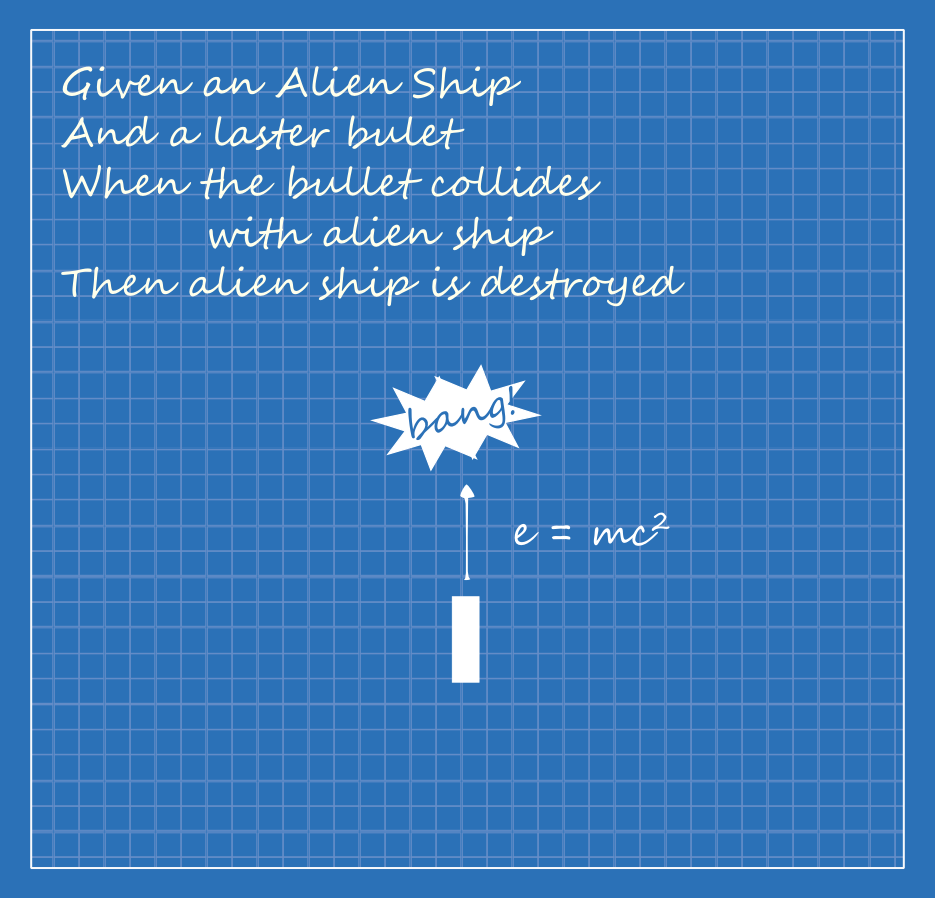 Given an Alien Ship
And a laster bulet
When the bullet collides
with alien ship
Then alien ship is destroyed
bang!
e = mc²